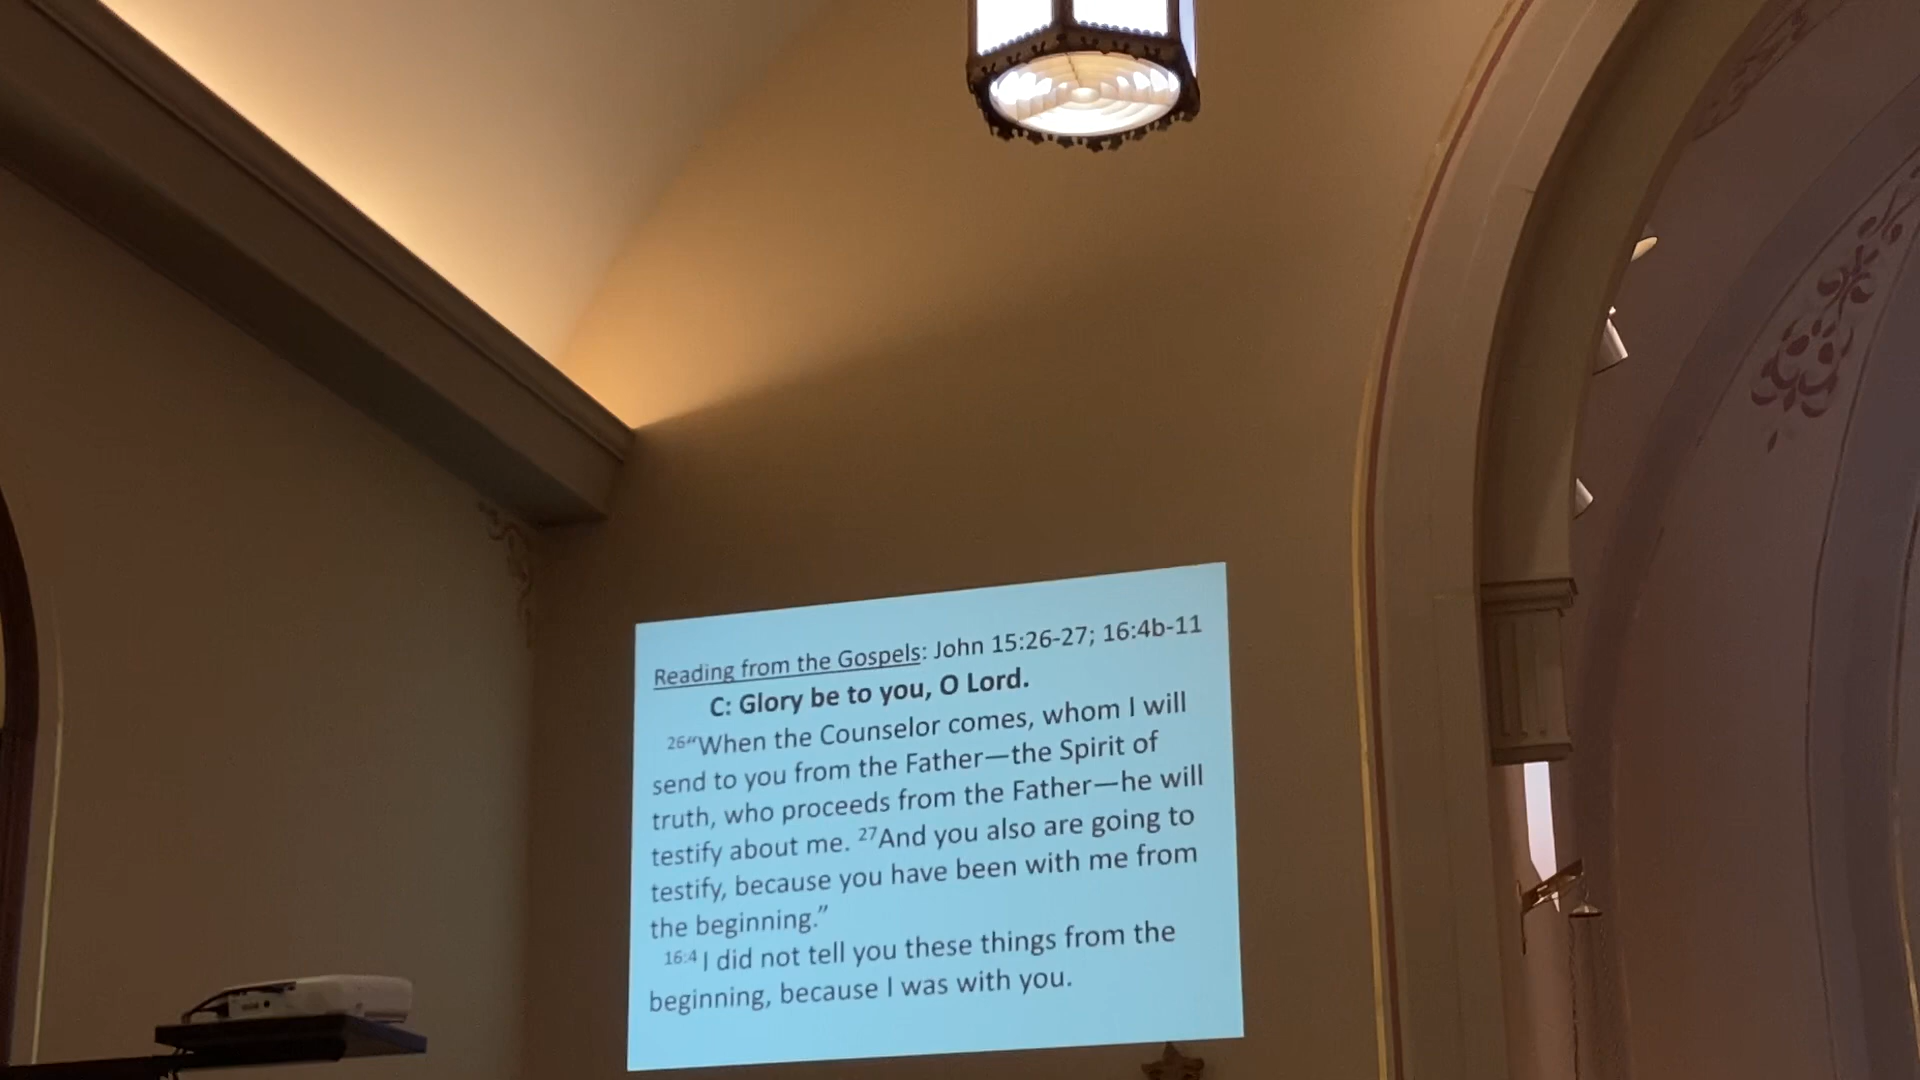 Reading from the Gospels: John 15:26-27; 16:4b-11
C: Glory be to you, O Lord.
26“When the Counselor comes, whom I will
send to you from the Father—the Spirit of
truth, who proceeds from the Father—he will
testify about me. 27And you also are going to
testify, because you have been with me from
the beginning.”
16:4 I did not tell you these things from the
beginning, because I was with you.